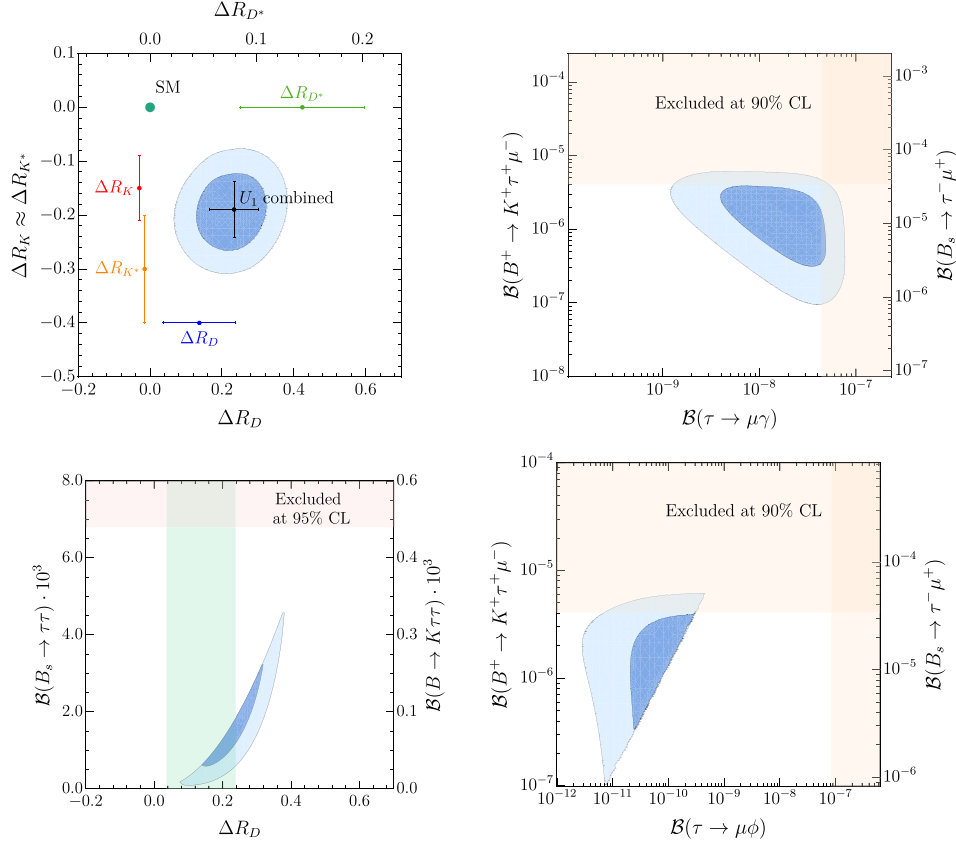 ΔR_{D*}
0.0 0.1 0.2
0.1
0.0
−0.1
−0.2
−0.3
−0.4
−0.5
ΔR_K ≈ ΔR_{K*}
SM
ΔR_{D*}
ΔR_K
U_1 combined
ΔR_{K*}
ΔR_D
−0.2 0.0 0.2 0.4 0.6
ΔR_D
10^{−4}
10^{−5}
10^{−6}
10^{−7}
10^{−8}
B(B^+ → K^+τ^+μ^−)
Excluded at 90% CL
10^{−3}
10^{−4}
10^{−5}
10^{−6}
10^{−7}
B(B_s → τ^−μ^+)
10^{−9} 10^{−8} 10^{−7}
B(τ → μγ)
8.0
6.0
4.0
2.0
0.0
B(B_s → ττ) · 10^3
Excluded
at 95% CL
0.6
0.4
0.3
0.1
0.0
B(B → Kττ) · 10^3
−0.2 0.0 0.2 0.4 0.6
ΔR_D
10^{−4}
10^{−5}
10^{−6}
10^{−7}
B(B^+ → K^+τ^+μ^−)
Excluded at 90% CL
10^{−4}
10^{−5}
10^{−6}
B(B_s → τ^−μ^+)
10^{−12} 10^{−11} 10^{−10} 10^{−9} 10^{−8} 10^{−7}
B(τ → μϕ)